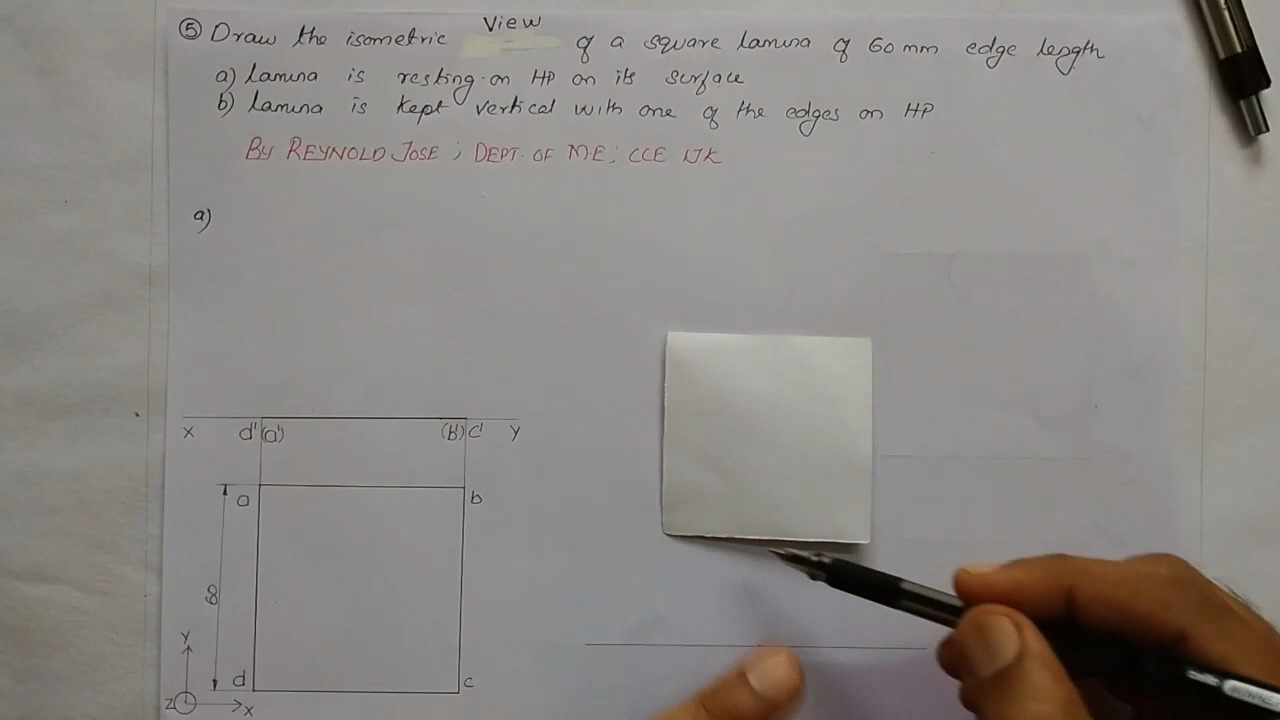 ⑤ Draw the isometric View of a square lamina of 60 mm edge length
a) lamina is resting on HP on its surface
b) lamina is kept vertical with one of the edges on HP
By REYNOLD JOSE; DEPT. OF M.E; CCE IJK
a)
X d' (a') (b') c' Y
a b
60
Y
d c
Z X